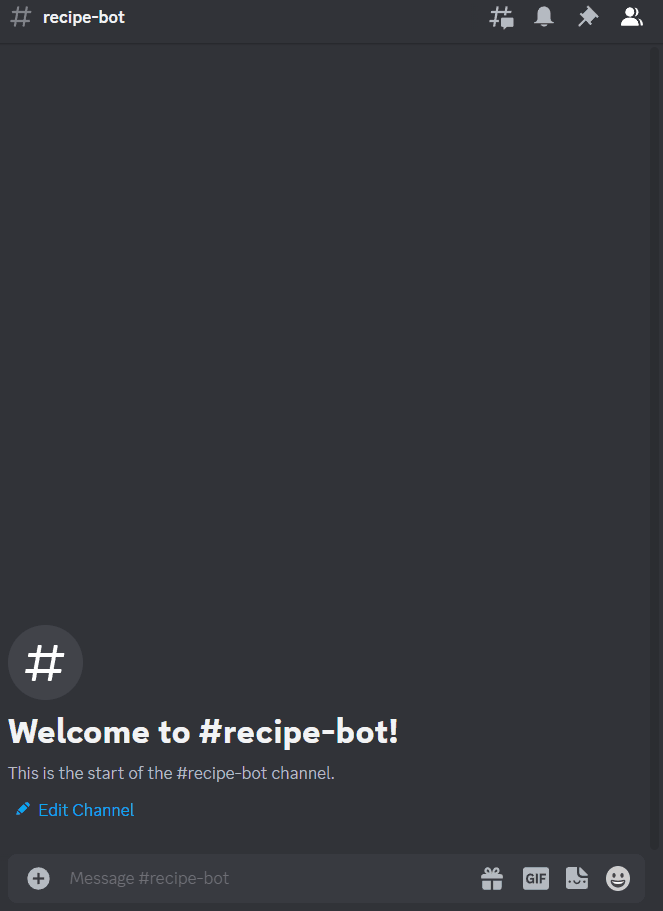 # recipe-bot
#
Welcome to #recipe-bot!
This is the start of the #recipe-bot channel.
Edit Channel
Message #recipe-bot
GIF